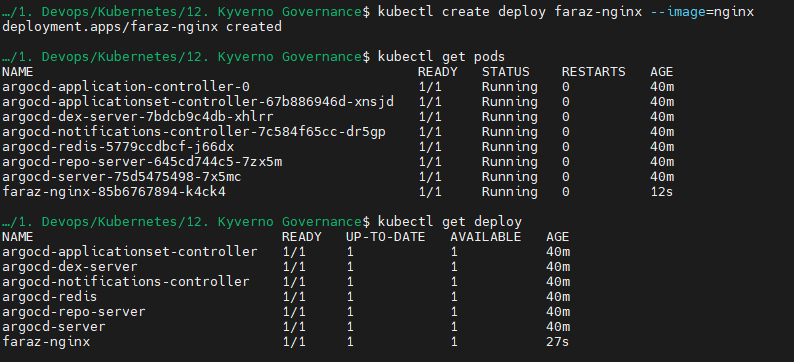 …/1. Devops/Kubernetes/12. Kyverno Governance$ kubectl create deploy faraz-nginx --image=nginx
deployment.apps/faraz-nginx created
…/1. Devops/Kubernetes/12. Kyverno Governance$ kubectl get pods
NAME READY STATUS RESTARTS AGE
argocd-application-controller-0 1/1 Running 0 40m
argocd-applicationset-controller-67b886946d-xnsjd 1/1 Running 0 40m
argocd-dex-server-7bdcb9c4db-xhlrr 1/1 Running 0 40m
argocd-notifications-controller-7c584f65cc-dr5gp 1/1 Running 0 40m
argocd-redis-5779ccdbcf-j66dx 1/1 Running 0 40m
argocd-repo-server-645cd744c5-7zx5m 1/1 Running 0 40m
argocd-server-75d5475498-7x5mc 1/1 Running 0 40m
faraz-nginx-85b6767894-k4ck4 1/1 Running 0 12s
…/1. Devops/Kubernetes/12. Kyverno Governance$ kubectl get deploy
NAME READY UP-TO-DATE AVAILABLE AGE
argocd-applicationset-controller 1/1 1 1 40m
argocd-dex-server 1/1 1 1 40m
argocd-notifications-controller 1/1 1 1 40m
argocd-redis 1/1 1 1 40m
argocd-repo-server 1/1 1 1 40m
argocd-server 1/1 1 1 40m
faraz-nginx 1/1 1 1 27s